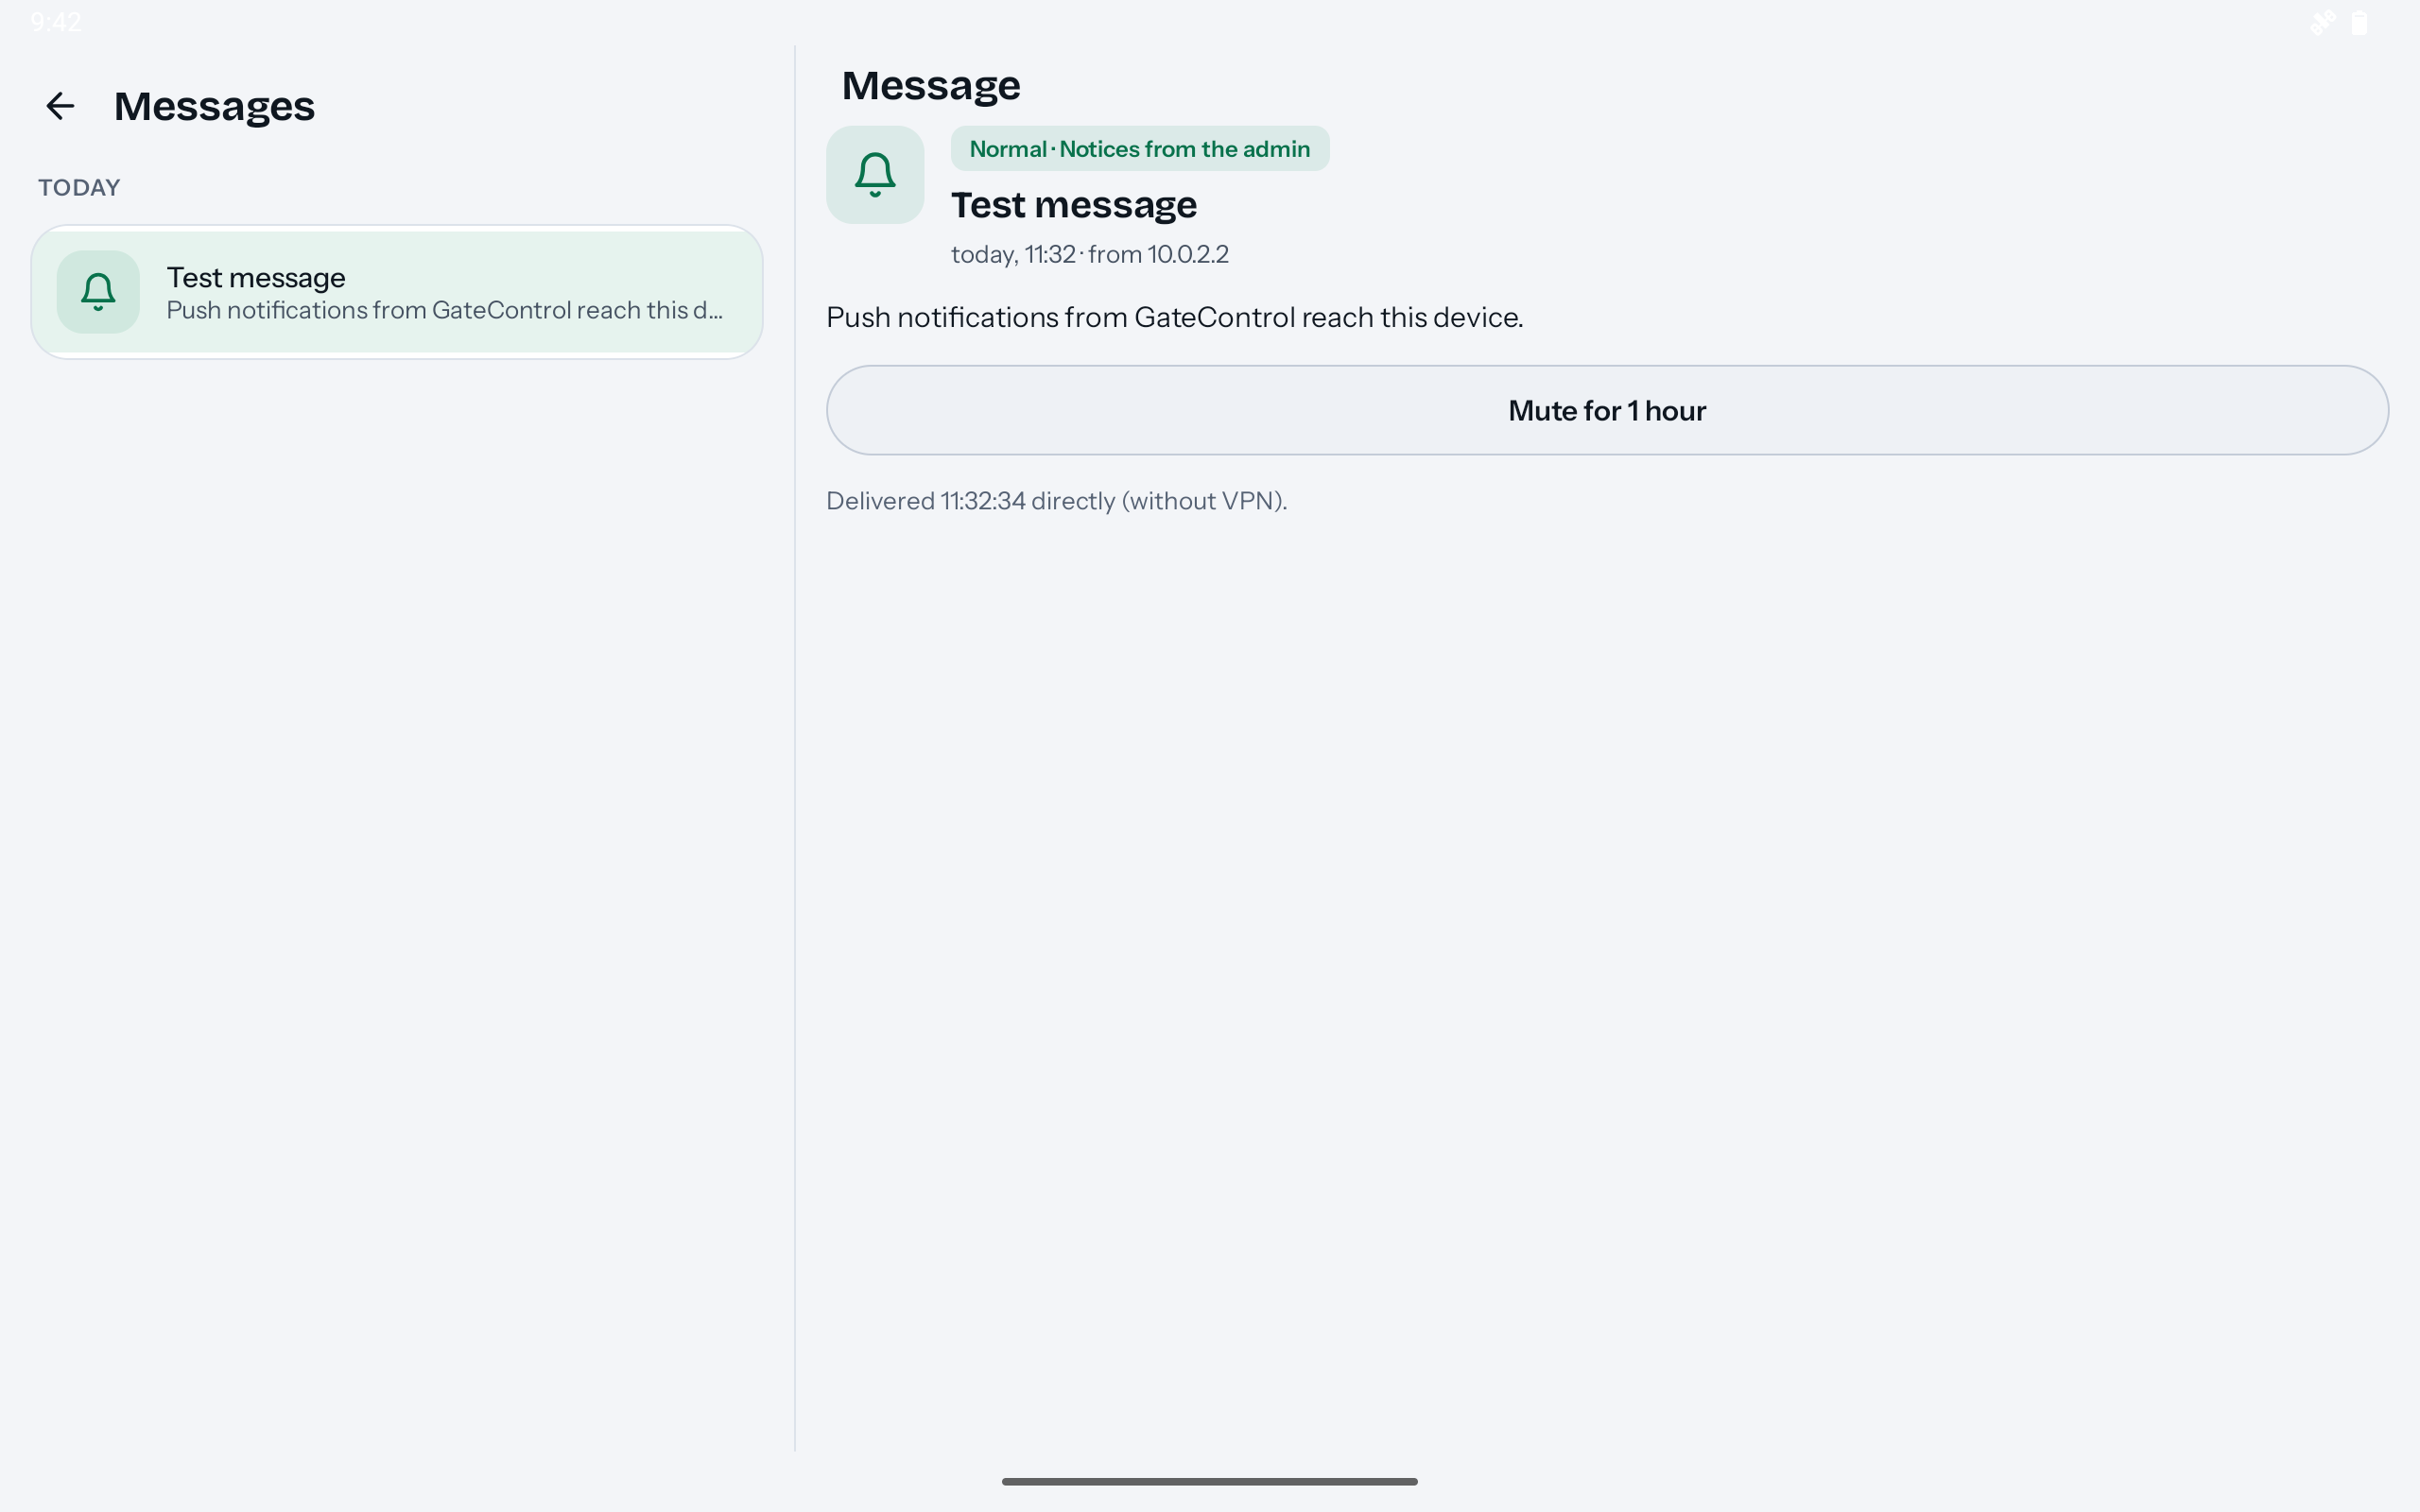 9:42
Messages
TODAY
Test message
Push notifications from GateControl reach this d...
Message
Normal · Notices from the admin
Test message
today, 11:32 · from 10.0.2.2
Push notifications from GateControl reach this device.
Mute for 1 hour
Delivered 11:32:34 directly (without VPN).